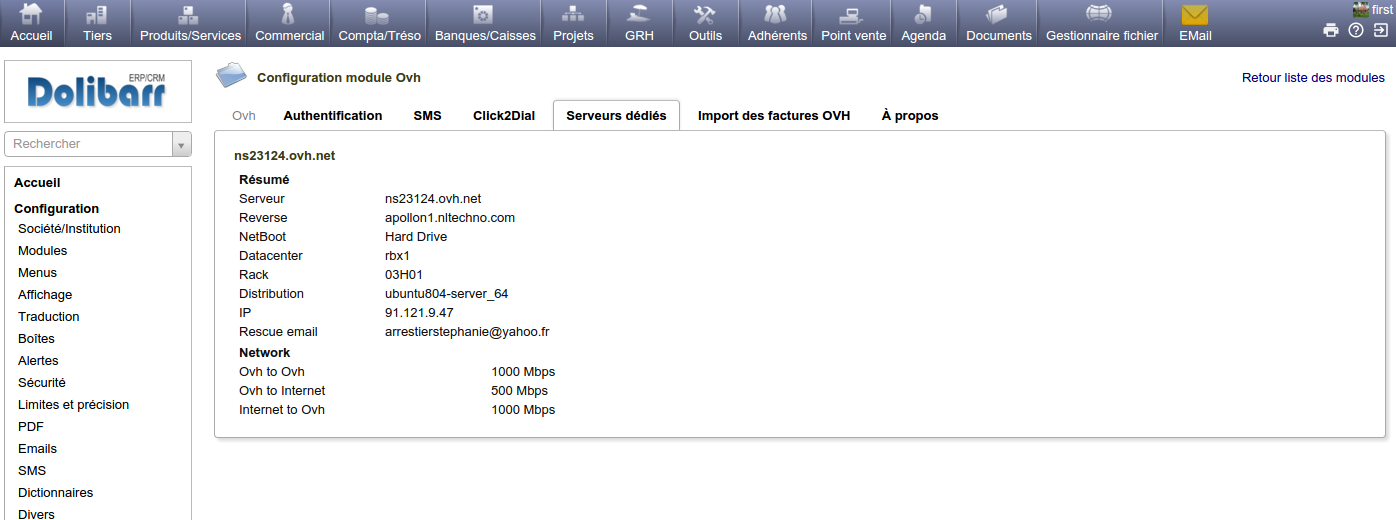 Accueil Tiers Produits/Services Commercial Compta/Tréso Banques/Caisses Projets GRH Outils Adhérents Point vente Agenda Documents Gestionnaire fichier EMail first
Dolibarr ERP/CRM
Rechercher
Accueil
Configuration
Société/Institution
Modules
Menus
Affichage
Traduction
Boîtes
Alertes
Sécurité
Limites et précision
PDF
Emails
SMS
Dictionnaires
Divers
Configuration module Ovh Retour liste des modules
Ovh Authentification SMS Click2Dial Serveurs dédiés Import des factures OVH À propos
ns23124.ovh.net
Résumé
Serveur ns23124.ovh.net
Reverse apollon1.nltechno.com
NetBoot Hard Drive
Datacenter rbx1
Rack 03H01
Distribution ubuntu804-server_64
IP 91.121.9.47
Rescue email arrestierstephanie@yahoo.fr
Network
Ovh to Ovh 1000 Mbps
Ovh to Internet 500 Mbps
Internet to Ovh 1000 Mbps